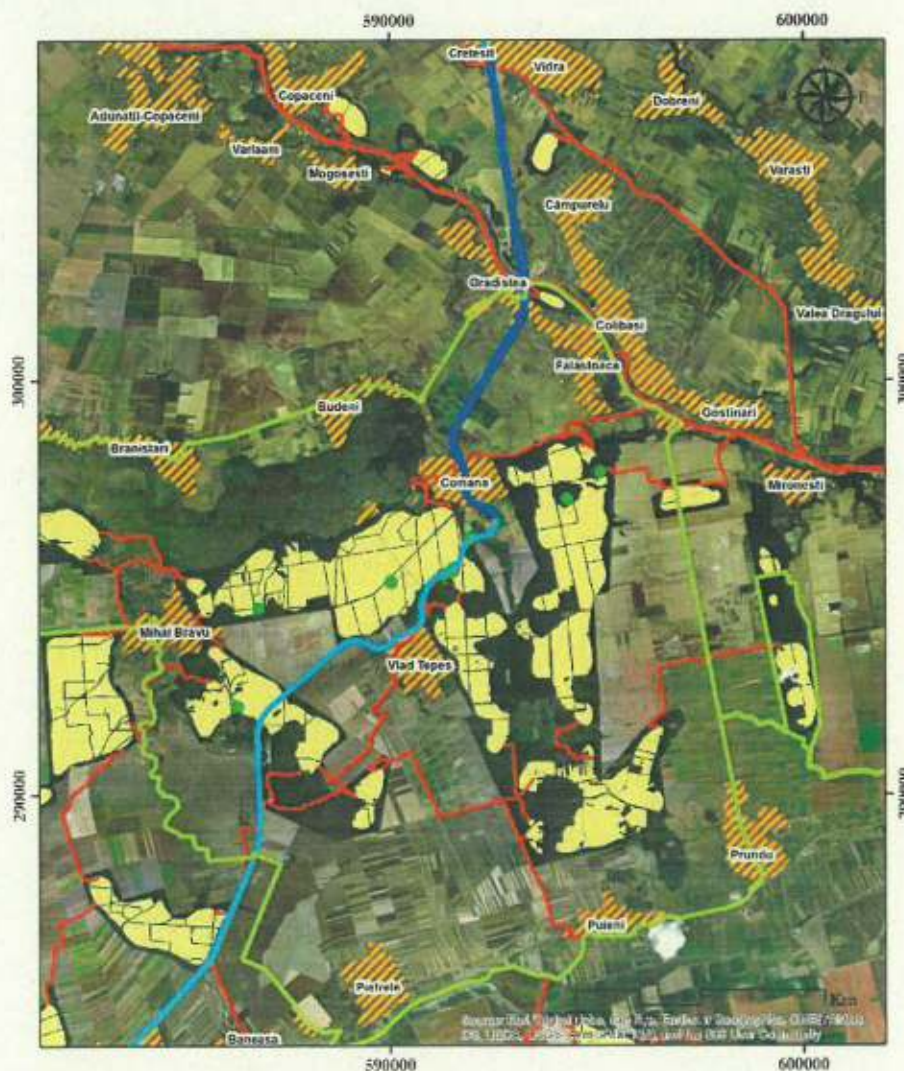 590000
600000
Cretesti
Vidra
Copaceni
Dobreni
Adunatii-Copaceni
Varlaam
Mogosesti
Varasti
Câmpurelu
Gradistea
Valea Dragului
Colibasi
300000
Falastoaca
Budeni
Gostinari
Branistari
Comana
Mironesti
Mihai Bravu
Vlad Tepes
290000
Prundu
Puieni
Pietrele
Km
Baneasa
590000
600000